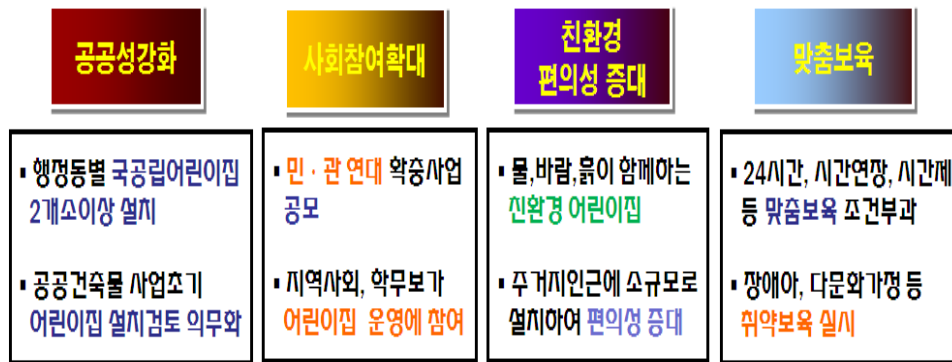 공공성강화
사회참여확대
친환경
편의성 증대
맞춤보육
▪ 행정동별 국공립어린이집
2개소이상 설치
▪ 공공건축물 사업초기
어린이집 설치검토 의무화
▪ 민·관 연대 확충사업
공모
▪ 지역사회, 학무보가
어린이집 운영에 참여
▪ 물,바람,흙이 함께하는
친환경 어린이집
▪ 주거지인근에 소규모로
설치하여 편의성 증대
▪ 24시간, 시간연장, 시간제
등 맞춤보육 조건부과
▪ 장애아, 다문화가정 등
취약보육 실시